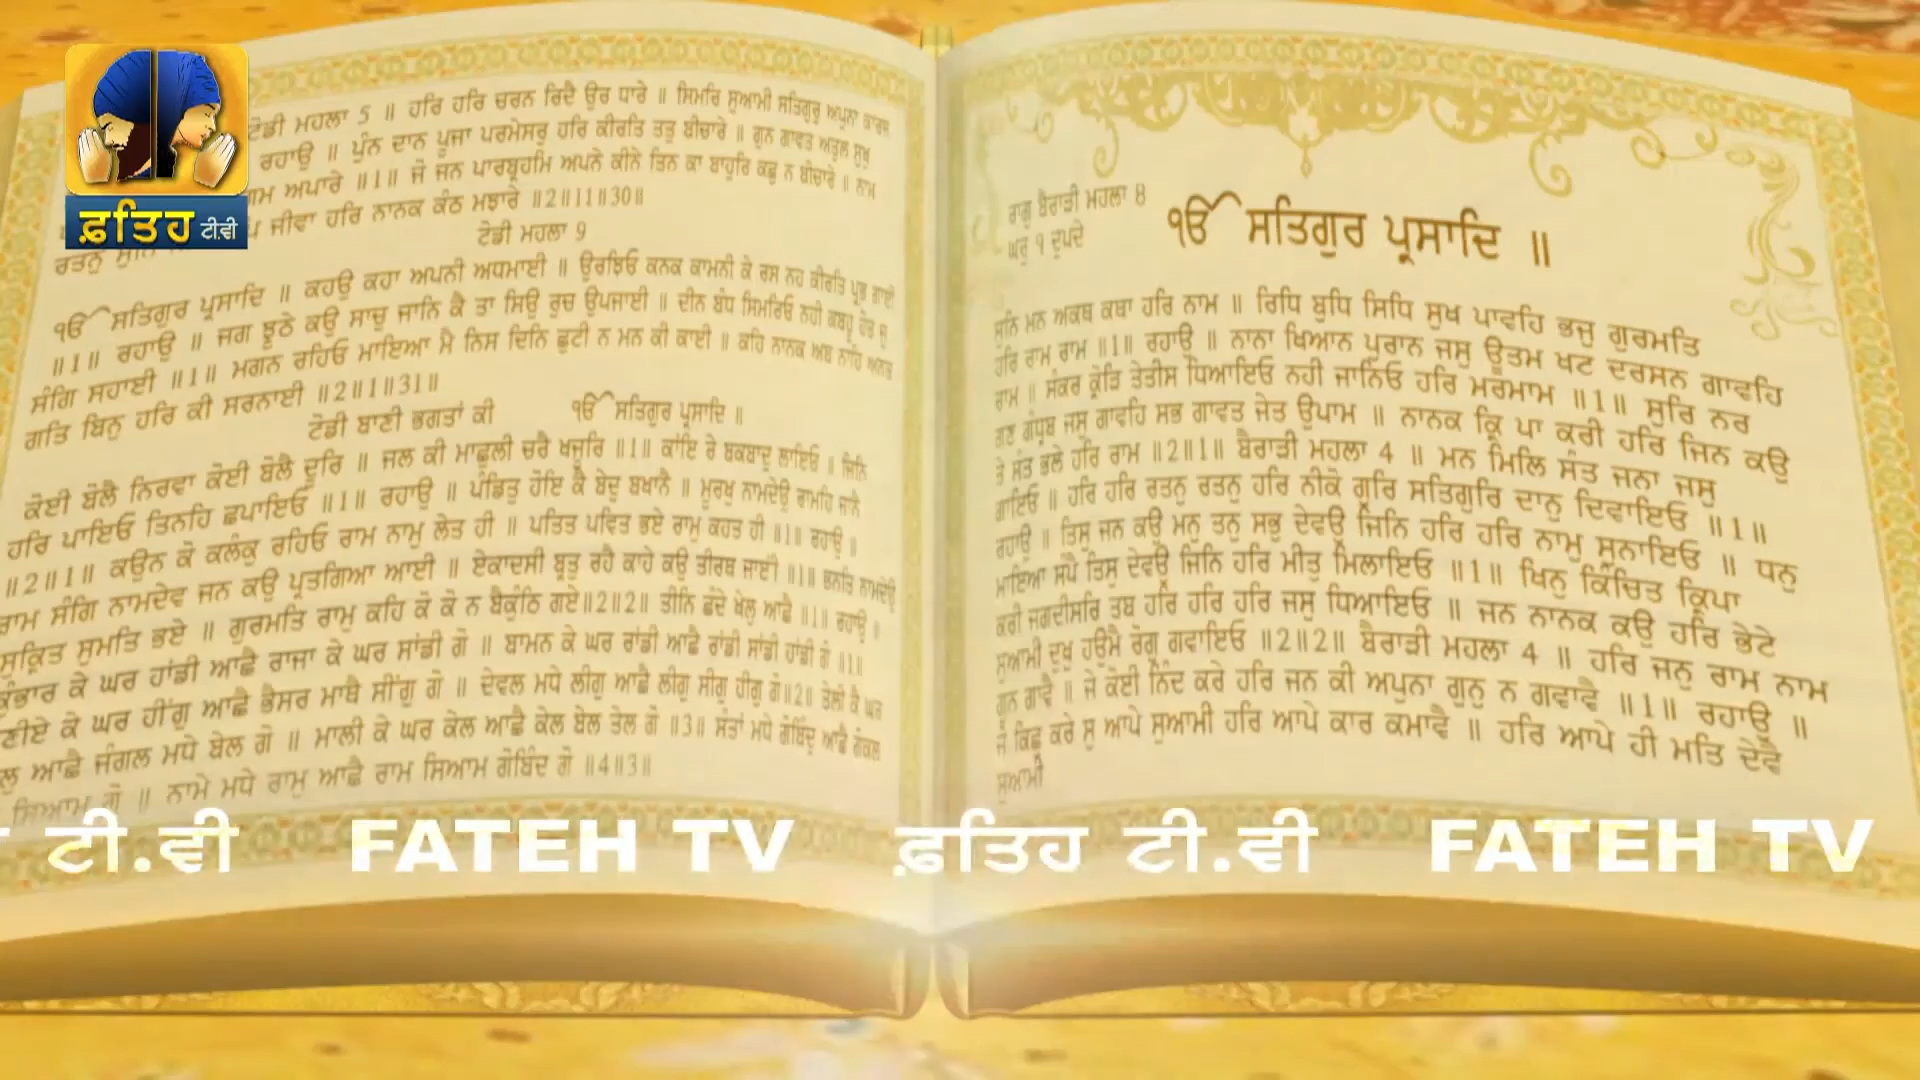 ਟੋਡੀ ਮਹਲਾ 5 ॥ ਹਰਿ ਹਰਿ ਚਰਨ ਰਿਦੈ ਉਰ ਧਾਰੇ ॥ ਸਿਮਰਿ ਸੁਆਮੀ ਸਤਿਗੁਰੁ ਅਪੁਨਾ ਕਾਰਜ
ਰਹਾਉ ॥ ਪੁੰਨ ਦਾਨ ਪੂਜਾ ਪਰਮੇਸਰੁ ਹਰਿ ਕੀਰਤਿ ਤਤੁ ਬੀਚਾਰੇ ॥ ਗੁਨ ਗਾਵਤ ਅਤੁਲ ਸੁਖੁ
ਅਪਾਰੇ ॥1॥ ਜੋ ਜਨ ਪਾਰਬ੍ਰਹਮਿ ਅਪਨੇ ਕੀਨੇ ਤਿਨ ਕਾ ਬਾਹੁਰਿ ਕਛੁ ਨ ਬੀਚਾਰੇ ॥ ਨਾਮ
ਜੀਵਾ ਹਰਿ ਨਾਨਕ ਕੰਠ ਮਝਾਰੇ ॥2॥11॥30॥
ਰਤਨੁ
ਟੋਡੀ ਮਹਲਾ 9
ੴ ਸਤਿਗੁਰ ਪ੍ਰਸਾਦਿ ॥ ਕਹਉ ਕਹਾ ਅਪਨੀ ਅਧਮਾਈ ॥ ਉਰਝਿਓ ਕਨਕ ਕਾਮਨੀ ਕੇ ਰਸ ਨਹ ਕੀਰਤਿ ਪ੍ਰਭ ਗਾਈ
॥1॥ ਰਹਾਉ ॥ ਜਗ ਝੂਠੇ ਕਉ ਸਾਚੁ ਜਾਨਿ ਕੈ ਤਾ ਸਿਉ ਰੁਚ ਉਪਜਾਈ ॥ ਦੀਨ ਬੰਧ ਸਿਮਰਿਓ ਨਹੀ ਕਬਹੂ ਹੋਤ ਜੁ
ਸੰਗਿ ਸਹਾਈ ॥1॥ ਮਗਨ ਰਹਿਓ ਮਾਇਆ ਮੈ ਨਿਸ ਦਿਨਿ ਛੁਟੀ ਨ ਮਨ ਕੀ ਕਾਈ ॥ ਕਹਿ ਨਾਨਕ ਅਬ ਨਾਹਿ ਅਨਤ
ਗਤਿ ਬਿਨੁ ਹਰਿ ਕੀ ਸਰਨਾਈ ॥2॥1॥31॥
ਟੋਡੀ ਬਾਣੀ ਭਗਤਾਂ ਕੀ ੴ ਸਤਿਗੁਰ ਪ੍ਰਸਾਦਿ ॥
ਕੋਈ ਬੋਲੈ ਨਿਰਵਾ ਕੋਈ ਬੋਲੈ ਦੂਰਿ ॥ ਜਲ ਕੀ ਮਾਛੁਲੀ ਚਰੈ ਖਜੂਰਿ ॥1॥ ਕਾਂਇ ਰੇ ਬਕਬਾਦੁ ਲਾਇਓ ॥ ਜਿਨਿ
ਹਰਿ ਪਾਇਓ ਤਿਨਹਿ ਛਪਾਇਓ ॥1॥ ਰਹਾਉ ॥ ਪੰਡਿਤੁ ਹੋਇ ਕੈ ਬੇਦੁ ਬਖਾਨੈ ॥ ਮੂਰਖੁ ਨਾਮਦੇਉ ਰਾਮਹਿ ਜਾਨੈ
॥2॥1॥ ਕਉਨ ਕੋ ਕਲੰਕੁ ਰਹਿਓ ਰਾਮ ਨਾਮੁ ਲੇਤ ਹੀ ॥ ਪਤਿਤ ਪਵਿਤ ਭਏ ਰਾਮੁ ਕਹਤ ਹੀ ॥1॥ ਰਹਾਉ ॥
ਰਾਮ ਸੰਗਿ ਨਾਮਦੇਵ ਜਨ ਕਉ ਪ੍ਰਤਗਿਆ ਆਈ ॥ ਏਕਾਦਸੀ ਬ੍ਰਤੁ ਰਹੈ ਕਾਹੇ ਕਉ ਤੀਰਥ ਜਾਈਂ ॥1॥ ਭਨਤਿ ਨਾਮਦੇਉ
ਸੁਕ੍ਰਿਤ ਸੁਮਤਿ ਭਏ ॥ ਗੁਰਮਤਿ ਰਾਮੁ ਕਹਿ ਕੋ ਕੋ ਨ ਬੈਕੁੰਠਿ ਗਏ॥2॥2॥ ਤੀਨਿ ਛੰਦੇ ਖੇਲੁ ਆਛੈ ॥1॥ ਰਹਾਉ ॥
ਕੁੰਭਾਰ ਕੇ ਘਰ ਹਾਂਡੀ ਆਛੈ ਰਾਜਾ ਕੇ ਘਰ ਸਾਂਡੀ ਗੋ ॥ ਬਾਮਨ ਕੇ ਘਰ ਰਾਂਡੀ ਆਛੈ ਰਾਂਡੀ ਸਾਂਡੀ ਹਾਂਡੀ ਗੋ ॥1॥
ਣੀਏ ਕੇ ਘਰ ਹੀਂਗੁ ਆਛੈ ਭੈਸਰ ਮਾਥੈ ਸੀਂਗੁ ਗੋ ॥ ਦੇਵਲ ਮਧੇ ਲੀਗੁ ਆਛੈ ਲੀਗੁ ਸੀਗੁ ਹੀਗੁ ਗੋ॥2॥ ਤੇਲੀ ਕੈ ਘਰ
ਲੁ ਆਛੈ ਜੰਗਲ ਮਧੇ ਬੇਲ ਗੋ ॥ ਮਾਲੀ ਕੇ ਘਰ ਕੇਲ ਆਛੈ ਕੇਲ ਬੇਲ ਤੇਲ ਗੋ ॥3॥ ਸੰਤਾਂ ਮਧੇ ਗੋਬਿੰਦੁ ਆਛੈ ਗੋਕਲ
ਸਿਆਮ ਗੋ ॥ ਨਾਮੇ ਮਧੇ ਰਾਮੁ ਆਛੈ ਰਾਮ ਸਿਆਮ ਗੋਬਿੰਦ ਗੋ ॥4॥3॥
ਰਾਗੁ ਬੈਰਾੜੀ ਮਹਲਾ 8
ਘਰੁ ੧ ਦੁਪਦੇ
ੴ ਸਤਿਗੁਰ ਪ੍ਰਸਾਦਿ ॥
ਸੁਨਿ ਮਨ ਅਕਥ ਕਥਾ ਹਰਿ ਨਾਮ ॥ ਰਿਧਿ ਬੁਧਿ ਸਿਧਿ ਸੁਖ ਪਾਵਹਿ ਭਜੁ ਗੁਰਮਤਿ
ਹਰਿ ਰਾਮ ਰਾਮ ॥1॥ ਰਹਾਉ ॥ ਨਾਨਾ ਖਿਆਨ ਪੁਰਾਨ ਜਸੁ ਊਤਮ ਖਟ ਦਰਸਨ ਗਾਵਹਿ
ਰਾਮ ॥ ਸੰਕਰ ਕ੍ਰੋੜਿ ਤੇਤੀਸ ਧਿਆਇਓ ਨਹੀ ਜਾਨਿਓ ਹਰਿ ਮਰਮਾਮ ॥1॥ ਸੁਰਿ ਨਰ
ਗਣ ਗੰਧ੍ਰਬ ਜਸੁ ਗਾਵਹਿ ਸਭ ਗਾਵਤ ਜੇਤ ਉਪਾਮ ॥ ਨਾਨਕ ਕ੍ਰਿ ਪਾ ਕਰੀ ਹਰਿ ਜਿਨ ਕਉ
ਤੇ ਸੰਤ ਭਲੇ ਹਰਿ ਰਾਮ ॥2॥1॥ ਬੈਰਾੜੀ ਮਹਲਾ 4 ॥ ਮਨ ਮਿਲਿ ਸੰਤ ਜਨਾ ਜਸੁ
ਗਾਇਓ ॥ ਹਰਿ ਹਰਿ ਰਤਨੁ ਰਤਨੁ ਹਰਿ ਨੀਕੋ ਗੁਰਿ ਸਤਿਗੁਰਿ ਦਾਨੁ ਦਿਵਾਇਓ ॥1॥
ਰਹਾਉ ॥ ਤਿਸੁ ਜਨ ਕਉ ਮਨੁ ਤਨੁ ਸਭੁ ਦੇਵਉ ਜਿਨਿ ਹਰਿ ਹਰਿ ਨਾਮੁ ਸੁਨਾਇਓ ॥ ਧਨੁ
ਮਾਇਆ ਸੰਪੈ ਤਿਸੁ ਦੇਵਉ ਜਿਨਿ ਹਰਿ ਮੀਤੁ ਮਿਲਾਇਓ ॥1॥ ਖਿਨੁ ਕਿੰਚਿਤ ਕ੍ਰਿਪਾ
ਕਰੀ ਜਗਦੀਸਰਿ ਤਬ ਹਰਿ ਹਰਿ ਹਰਿ ਜਸੁ ਧਿਆਇਓ ॥ ਜਨ ਨਾਨਕ ਕਉ ਹਰਿ ਭੇਟੇ
ਸੁਆਮੀ ਦੁਖੁ ਹਉਮੈ ਰੋਗੁ ਗਵਾਇਓ ॥2॥2॥ ਬੈਰਾੜੀ ਮਹਲਾ 4 ॥ ਹਰਿ ਜਨੁ ਰਾਮ ਨਾਮ
ਗੁਨ ਗਾਵੈ ॥ ਜੇ ਕੋਈ ਨਿੰਦ ਕਰੇ ਹਰਿ ਜਨ ਕੀ ਅਪੁਨਾ ਗੁਨੁ ਨ ਗਵਾਵੈ ॥1॥ ਰਹਾਉ ॥
ਜੋ ਕਿਛੁ ਕਰੇ ਸੁ ਆਪੇ ਸੁਆਮੀ ਹਰਿ ਆਪੇ ਕਾਰ ਕਮਾਵੈ ॥ ਹਰਿ ਆਪੇ ਹੀ ਮਤਿ ਦੇਵੈ
ਸੁਆਮੀ
ਫ਼ਤਿਹ ਟੀ.ਵੀ
ਟੀ.ਵੀ FATEH TV ਫ਼ਤਿਹ ਟੀ.ਵੀ FATEH TV